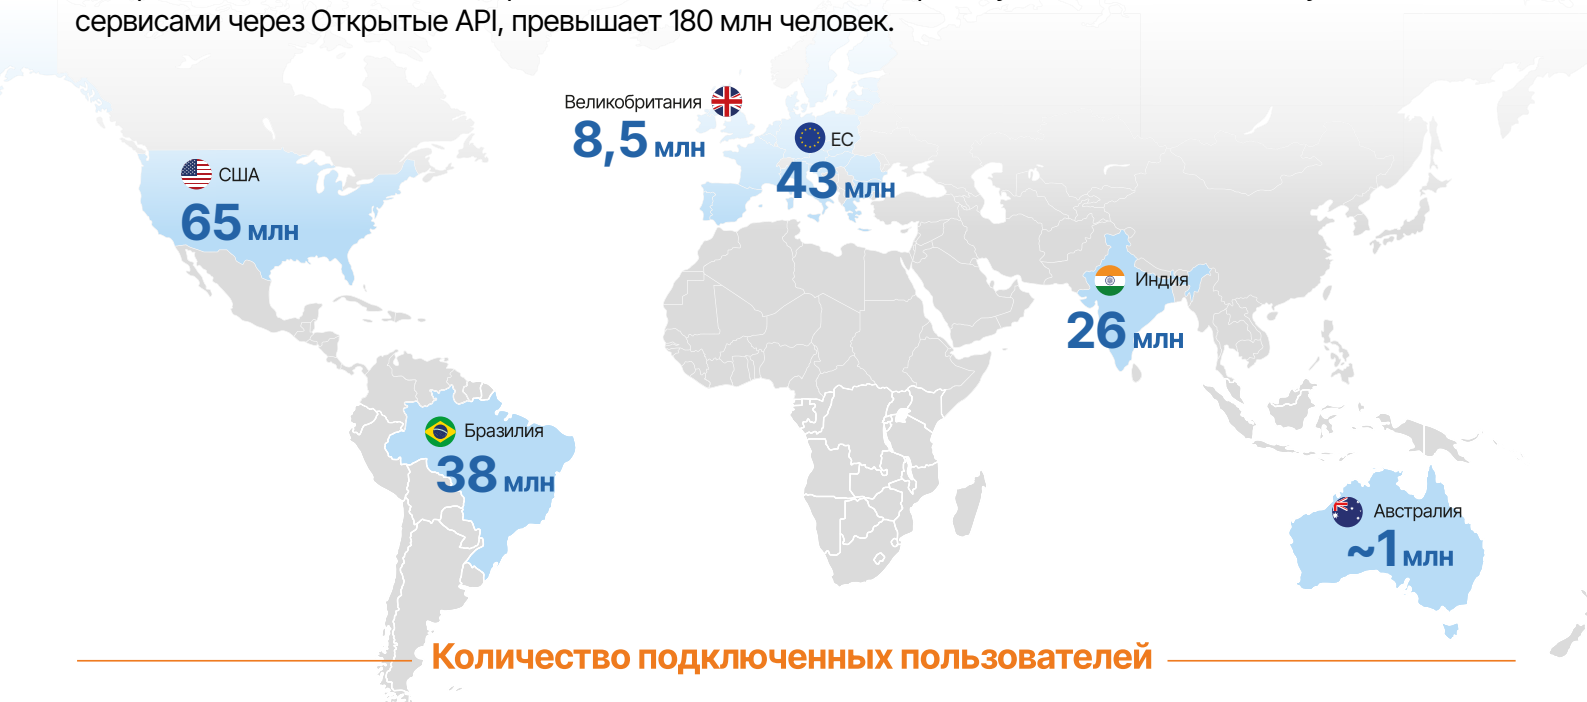 сервисами через Открытые API, превышает 180 млн человек.
Великобритания
8,5 млн
ЕС
43 млн
США
65 млн
Индия
26 млн
Бразилия
38 млн
Австралия
~1 млн
Количество подключенных пользователей